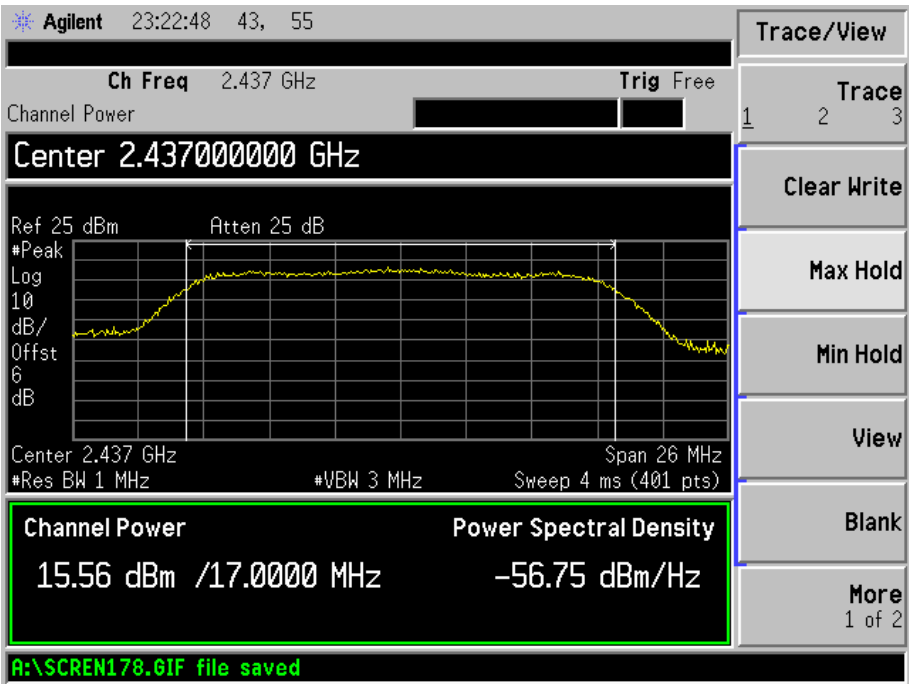 Agilent 23:22:48 43, 55
Trace/View
Ch Freq 2.437 GHz Trig Free
Channel Power
Trace
1 2 3
Center 2.437000000 GHz
Clear Write
Ref 25 dBm Atten 25 dB
#Peak
Log
10
dB/
Offst
6
dB
Max Hold
Min Hold
Center 2.437 GHz Span 26 MHz
#Res BW 1 MHz #VBW 3 MHz Sweep 4 ms (401 pts)
View
Channel Power Power Spectral Density
15.56 dBm /17.0000 MHz -56.75 dBm/Hz
Blank
More
1 of 2
A:\SCREN178.GIF file saved